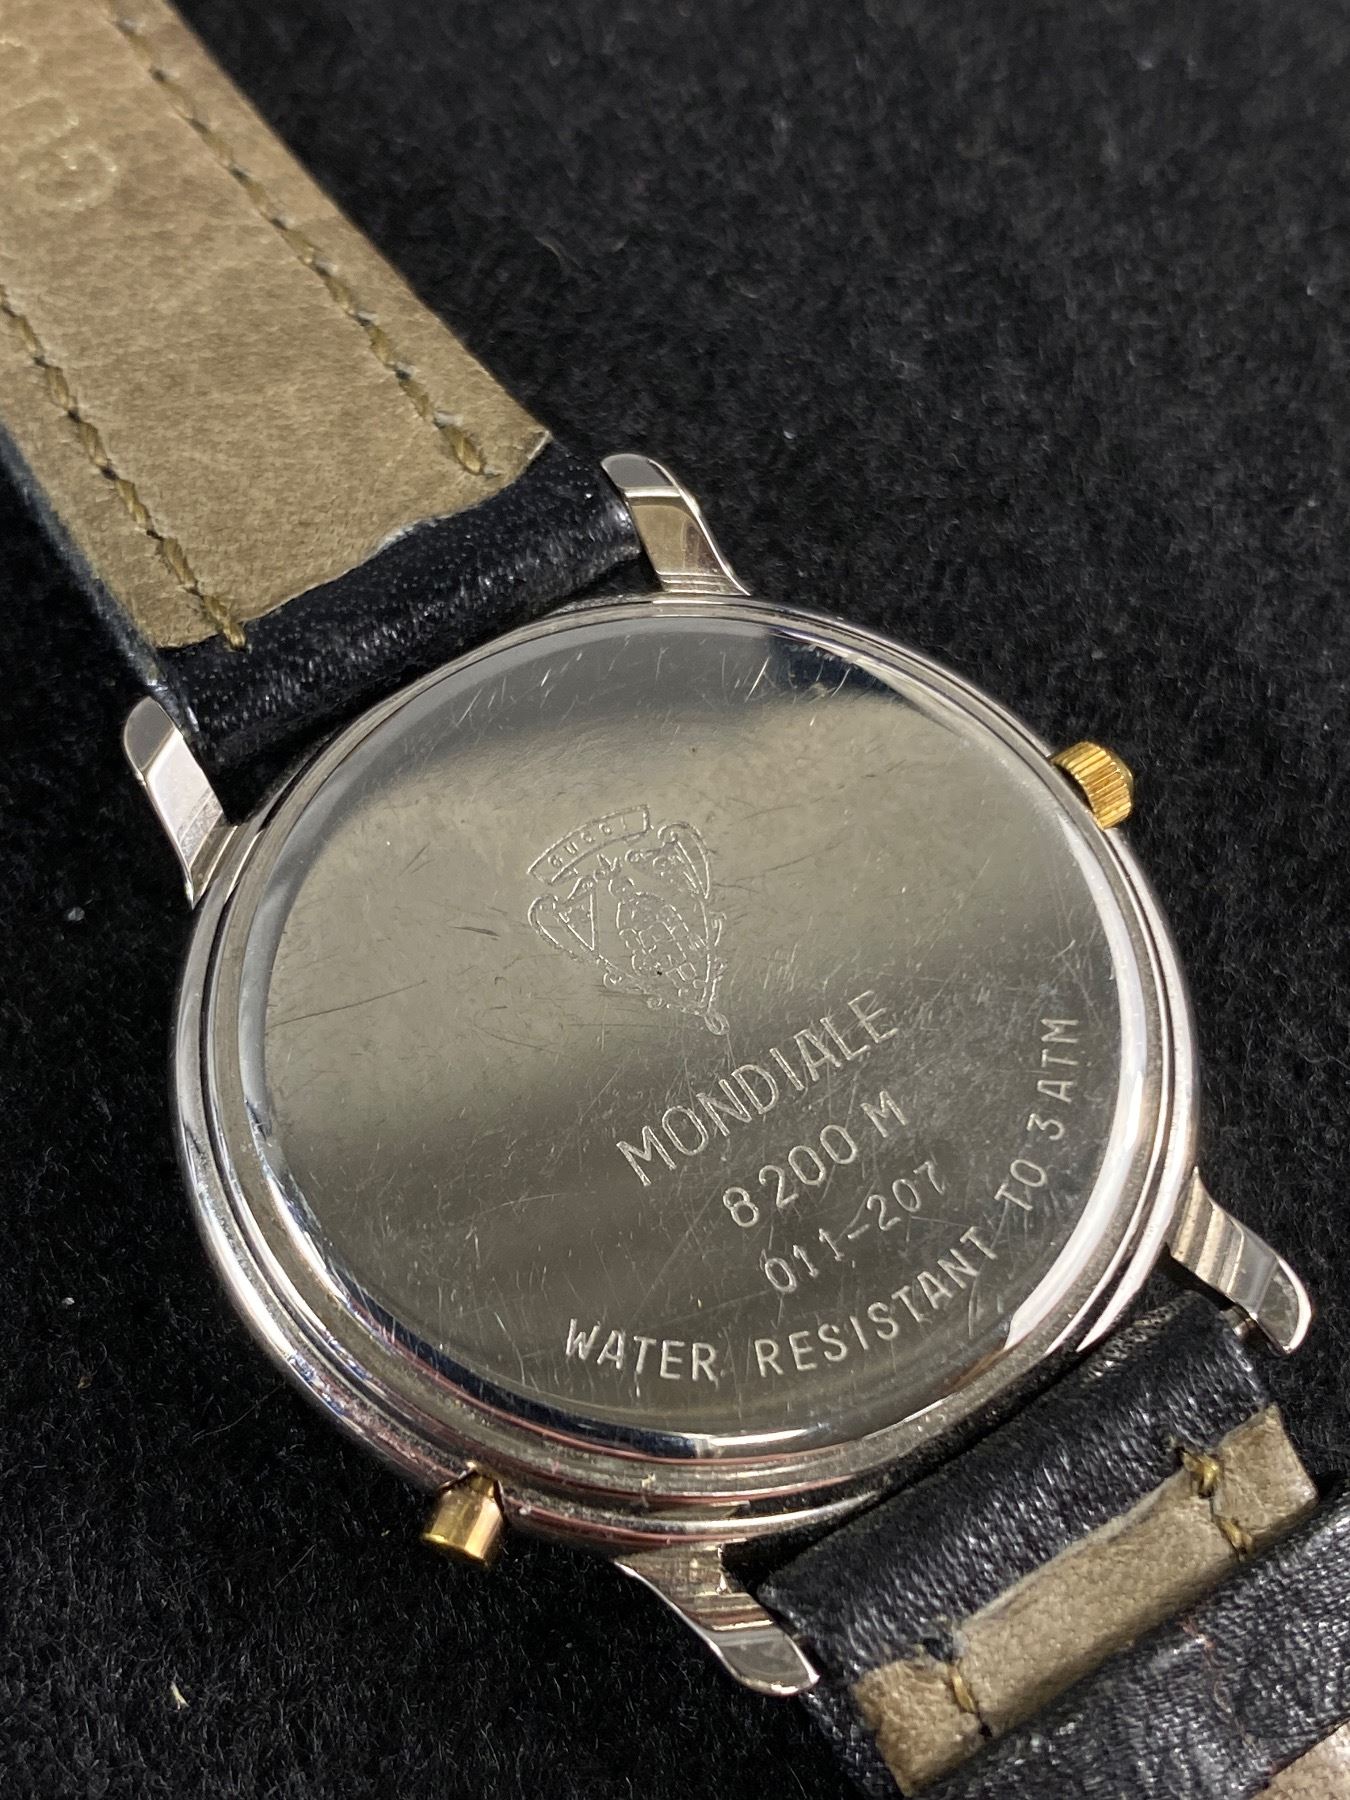 GUCCI
MONDIALE
8200 M
011-207
WATER RESISTANT TO 3 ATM